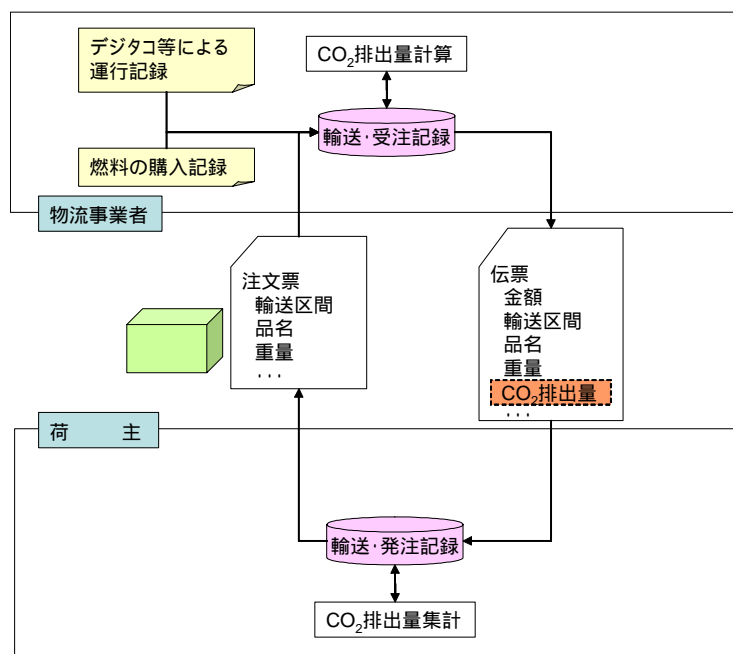 デジタコ等による
運行記録
CO₂排出量計算
輸送･受注記録
燃料の購入記録
物流事業者
注文票
輸送区間
品名
重量
･･･
伝票
金額
輸送区間
品名
重量
CO₂排出量
･･･
荷　主
輸送･発注記録
CO₂排出量集計